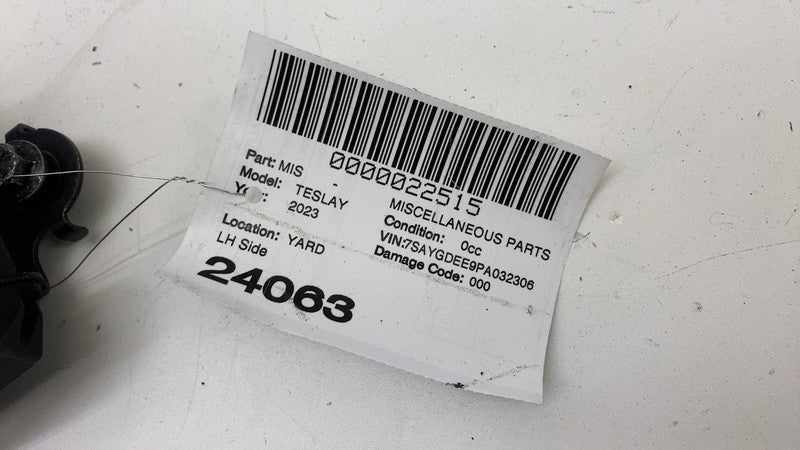 0000022515
Part: MIS - MISCELLANEOUS PARTS
Model: TESLAY Condition: 0cc
2023 VIN:7SAYGDEE9PA032306
Location: YARD Damage Code: 000
LH Side
24063